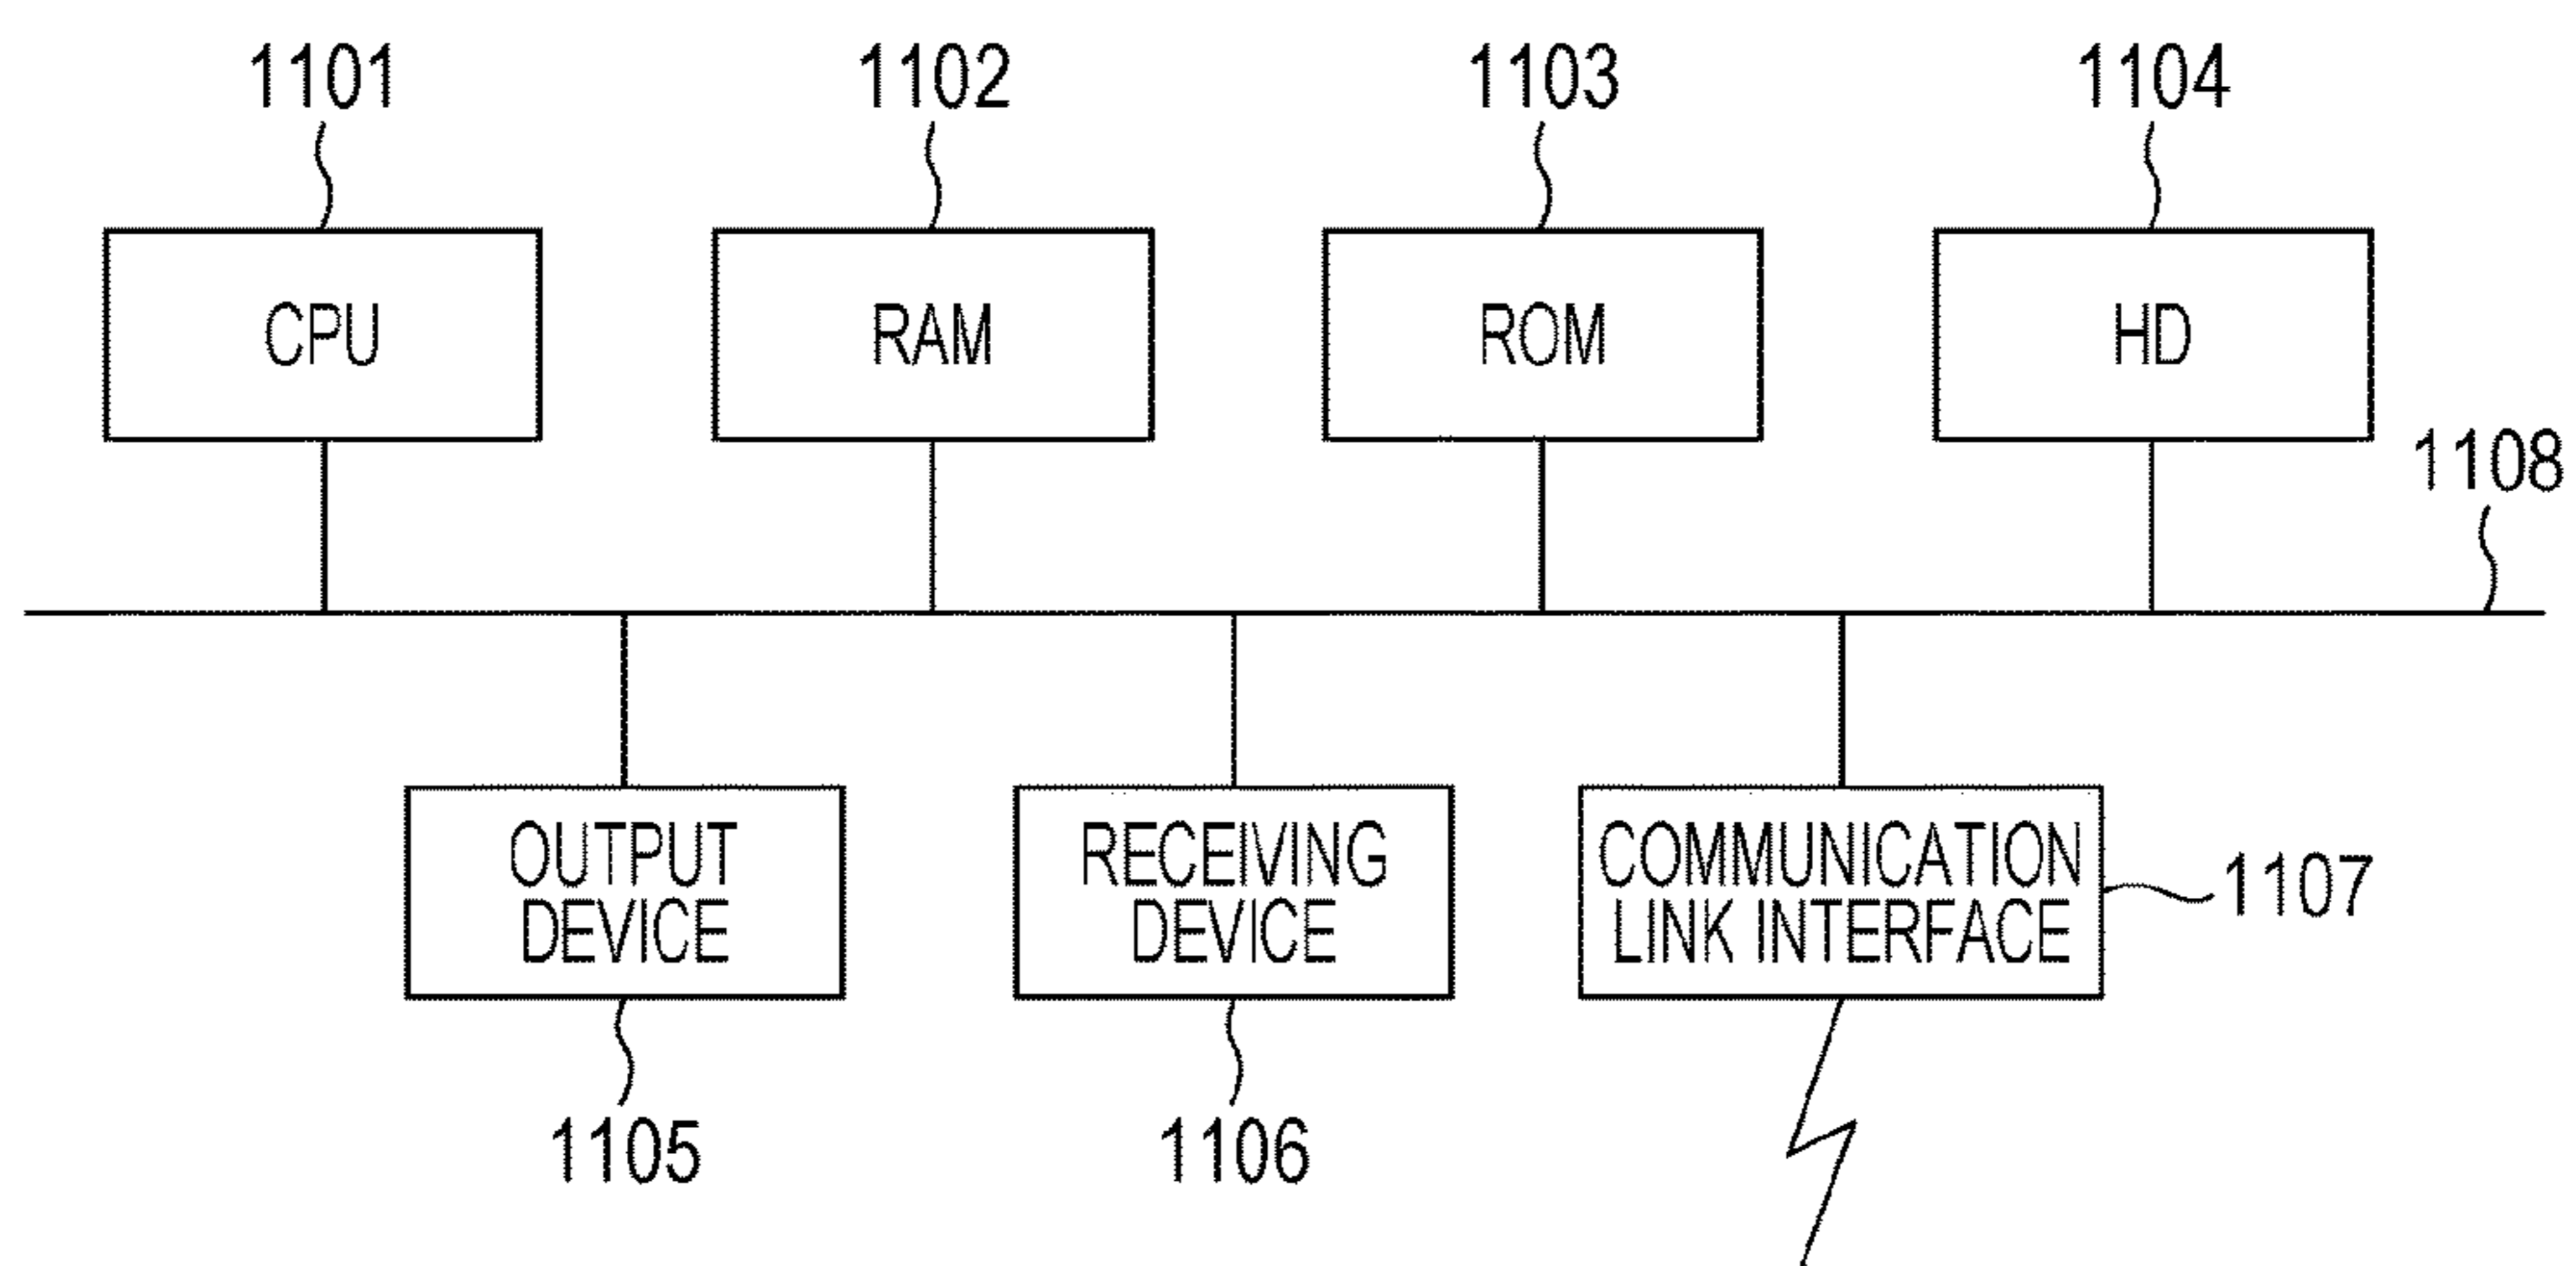 1101
1102
1103
1104
CPU
RAM
ROM
HD
1108
OUTPUT
DEVICE
RECEIVING
DEVICE
COMMUNICATION
LINK INTERFACE
1107
1105
1106